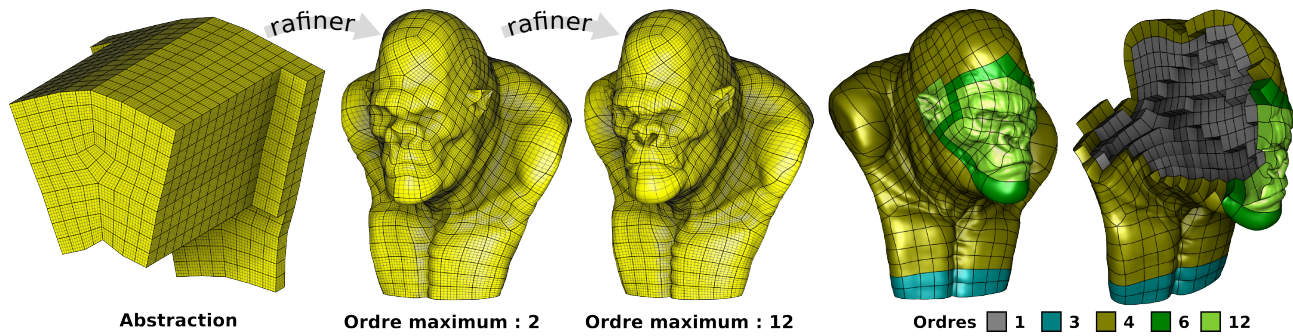 rafiner
rafiner
Abstraction
Ordre maximum : 2
Ordre maximum : 12
Ordres 1 3 4 6 12